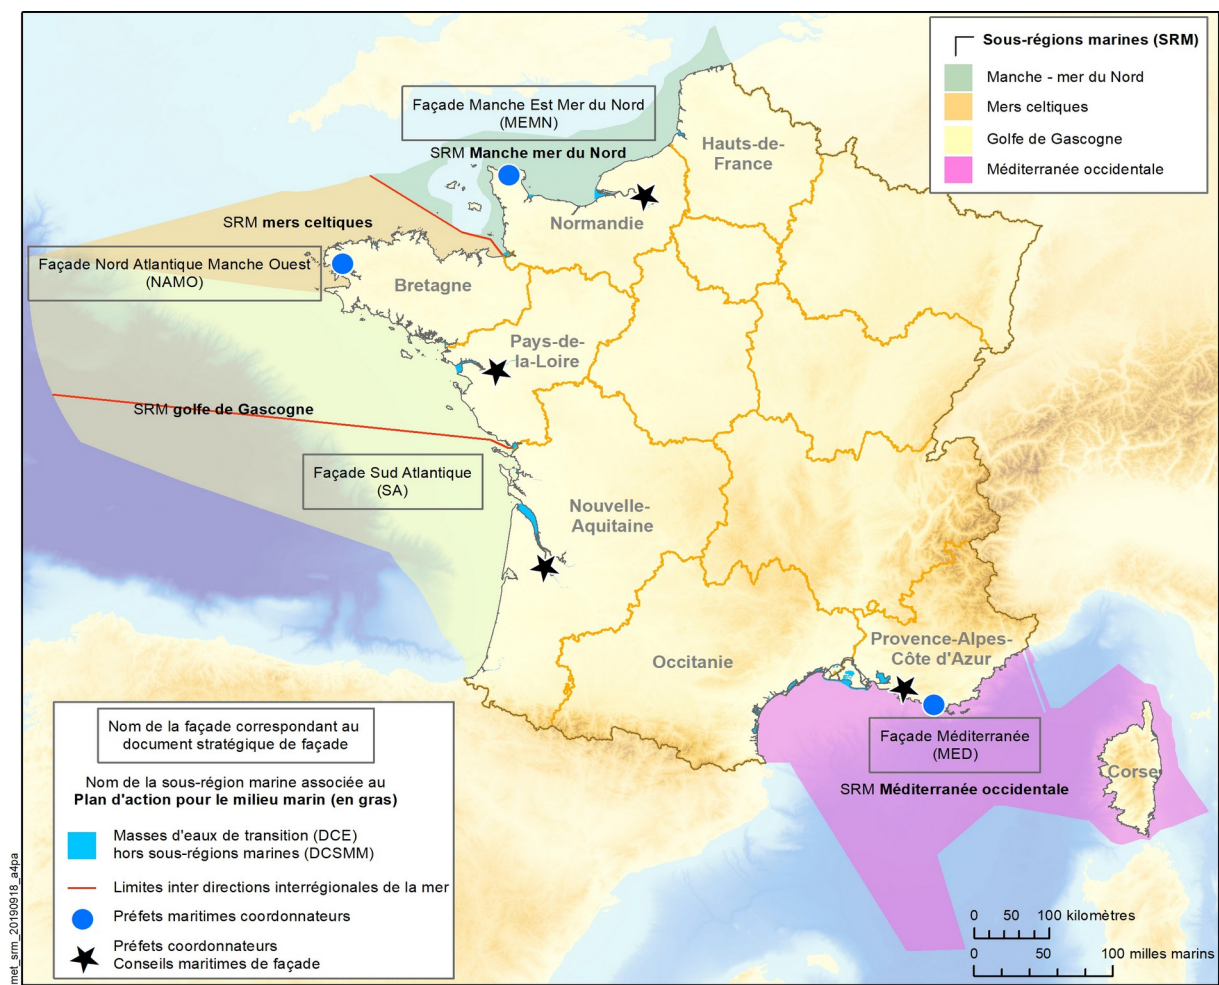 Sous-régions marines (SRM)
Manche - mer du Nord
Mers celtiques
Golfe de Gascogne
Méditerranée occidentale
Façade Manche Est Mer du Nord
(MEMN)
SRM Manche mer du Nord
Hauts-de-
France
Normandie
SRM mers celtiques
Façade Nord Atlantique Manche Ouest
(NAMO)
Bretagne
Pays-de-
la-Loire
SRM golfe de Gascogne
Façade Sud Atlantique
(SA)
Nouvelle-
Aquitaine
Occitanie
Provence-Alpes-
Côte d'Azur
Façade Méditerranée
(MED)
SRM Méditerranée occidentale
Corse
Nom de la façade correspondant au
document stratégique de façade
Nom de la sous-région marine associée au
Plan d'action pour le milieu marin (en gras)
Masses d'eaux de transition (DCE)
hors sous-régions marines (DCSMM)
Limites inter directions interrégionales de la mer
Préfets maritimes coordonnateurs
Préfets coordonnateurs
Conseils maritimes de façade
0 50 100 kilomètres
0 50 100 milles marins
met_srm_20190918_a4pa